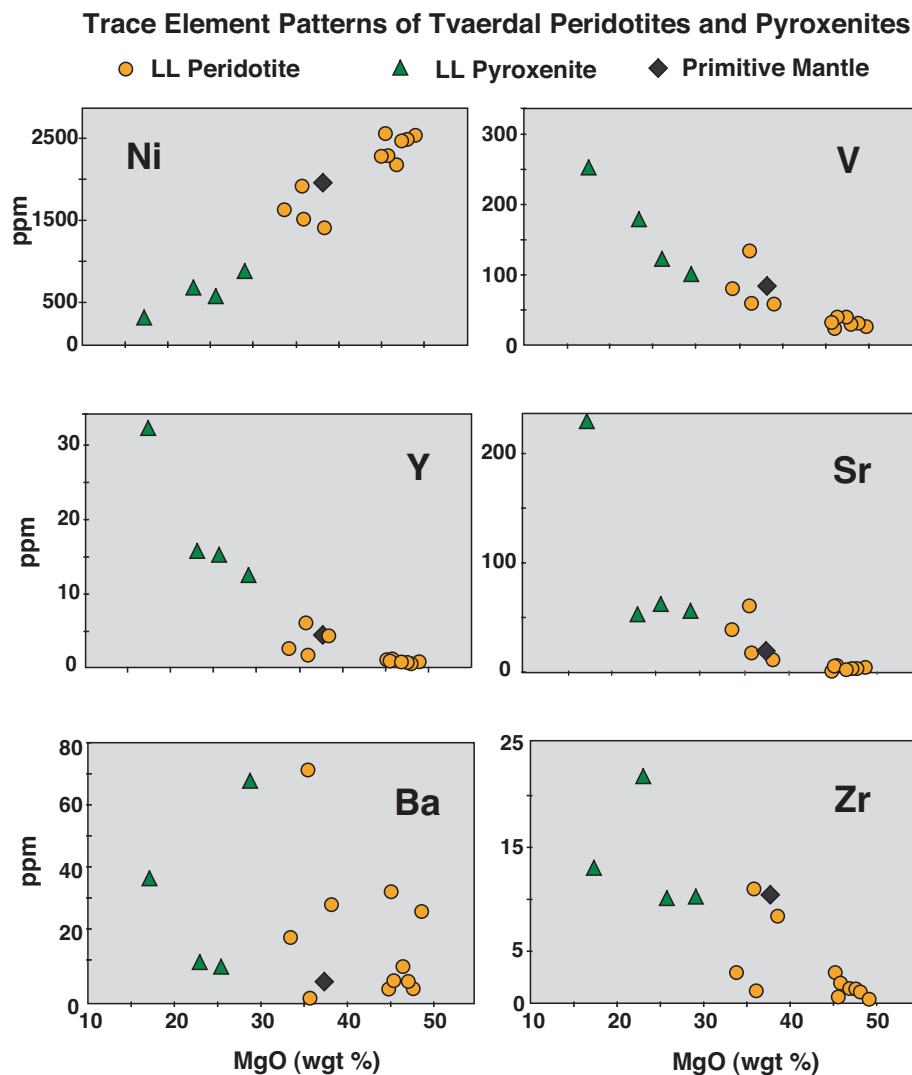 Trace Element Patterns of Tvaerdal Peridotites and Pyroxenites
LL Peridotite LL Pyroxenite Primitive Mantle
Ni
ppm
2500
1500
500
0
V
300
200
100
0
Y
ppm
30
20
10
0
Sr
200
100
0
Ba
ppm
80
60
40
20
0
10 20 30 40 50
MgO (wgt %)
Zr
25
15
5
0
10 20 30 40 50
MgO (wgt %)